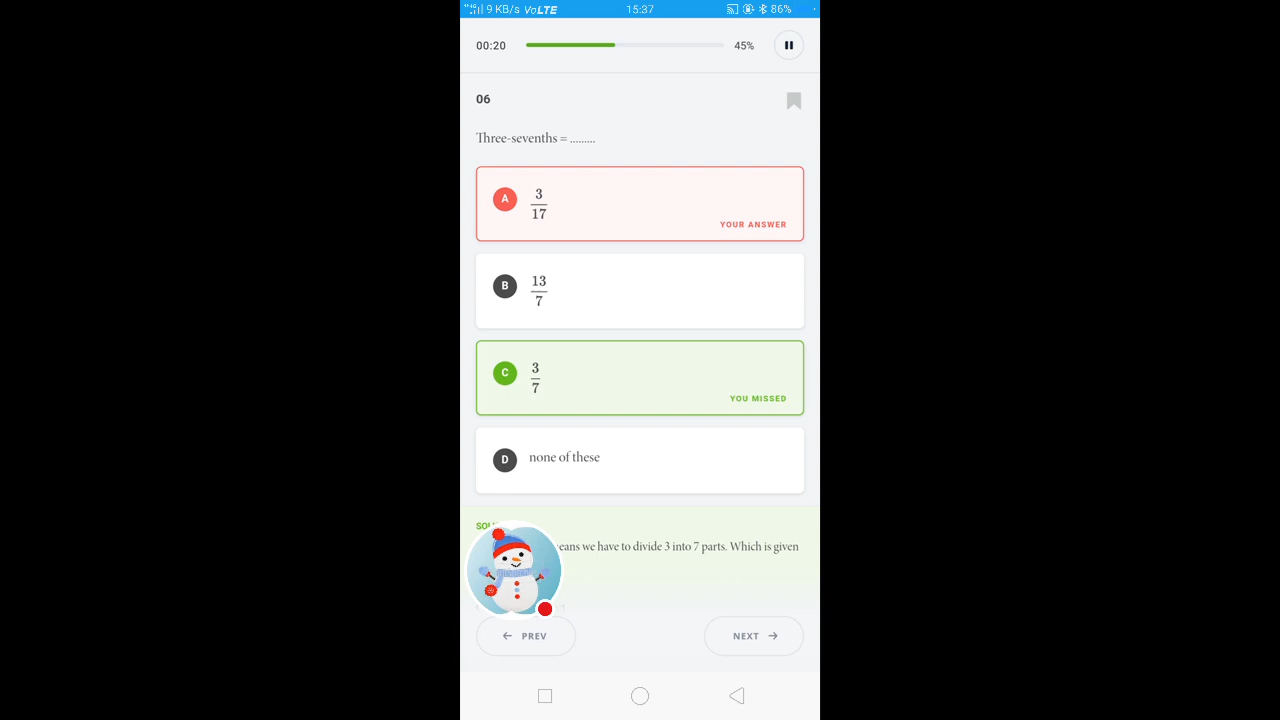 9 KB/s VoLTE 15:37 86%
00:20 45%
06
Three-sevenths = .........
A 3/17
YOUR ANSWER
B 13/7
C 3/7
YOU MISSED
D none of these
we have to divide 3 into 7 parts. Which is given
PREV NEXT